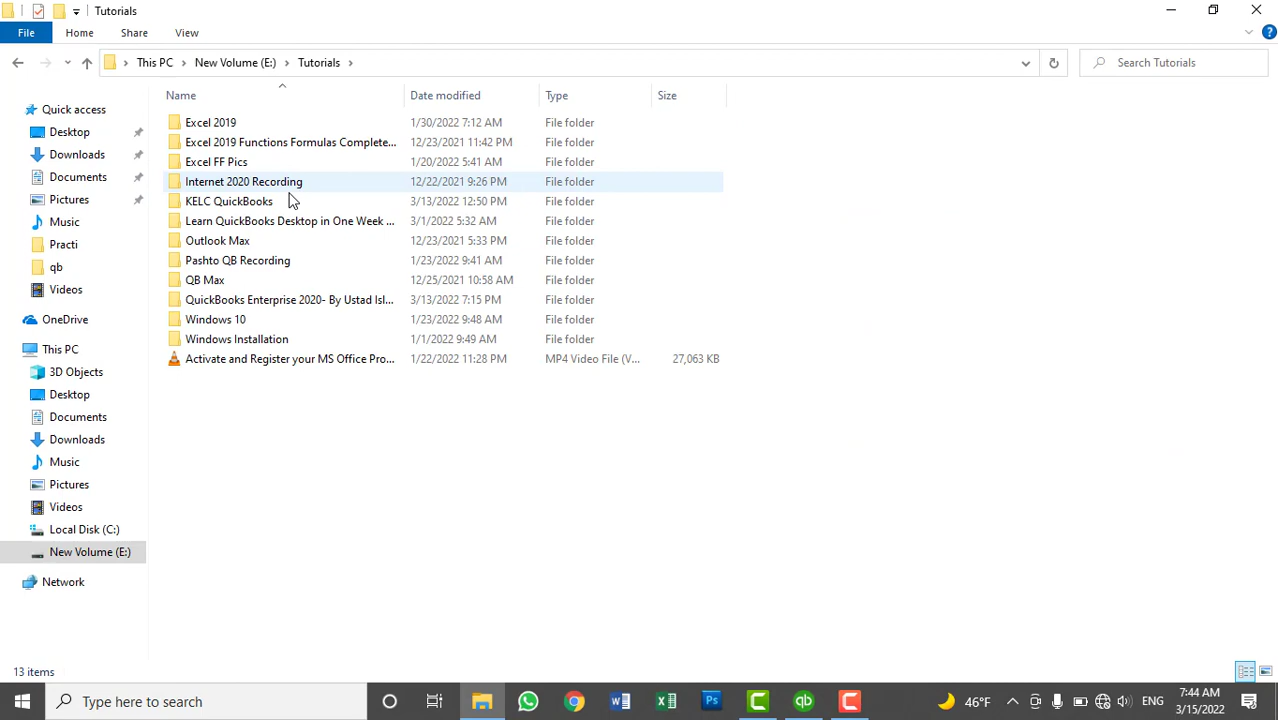 Tutorials
File Home Share View
This PC > New Volume (E:) > Tutorials > Search Tutorials
Name Date modified Type Size
Quick access
Desktop
Downloads
Documents
Pictures
Music
Practi
qb
Videos
OneDrive
This PC
3D Objects
Desktop
Documents
Downloads
Music
Pictures
Videos
Local Disk (C:)
New Volume (E:)
Network
Excel 2019 1/30/2022 7:12 AM File folder
Excel 2019 Functions Formulas Complete... 12/23/2021 11:42 PM File folder
Excel FF Pics 1/20/2022 5:41 AM File folder
Internet 2020 Recording 12/22/2021 9:26 PM File folder
KELC QuickBooks 3/13/2022 12:50 PM File folder
Learn QuickBooks Desktop in One Week ... 3/1/2022 5:32 AM File folder
Outlook Max 12/23/2021 5:33 PM File folder
Pashto QB Recording 1/23/2022 9:41 AM File folder
QB Max 12/25/2021 10:58 AM File folder
QuickBooks Enterprise 2020- By Ustad Isl... 3/13/2022 7:15 PM File folder
Windows 10 1/23/2022 9:48 AM File folder
Windows Installation 1/1/2022 9:49 AM File folder
Activate and Register your MS Office Pro... 1/22/2022 11:28 PM MP4 Video File (V... 27,063 KB
13 items
Type here to search
46°F ENG 7:44 AM
3/15/2022